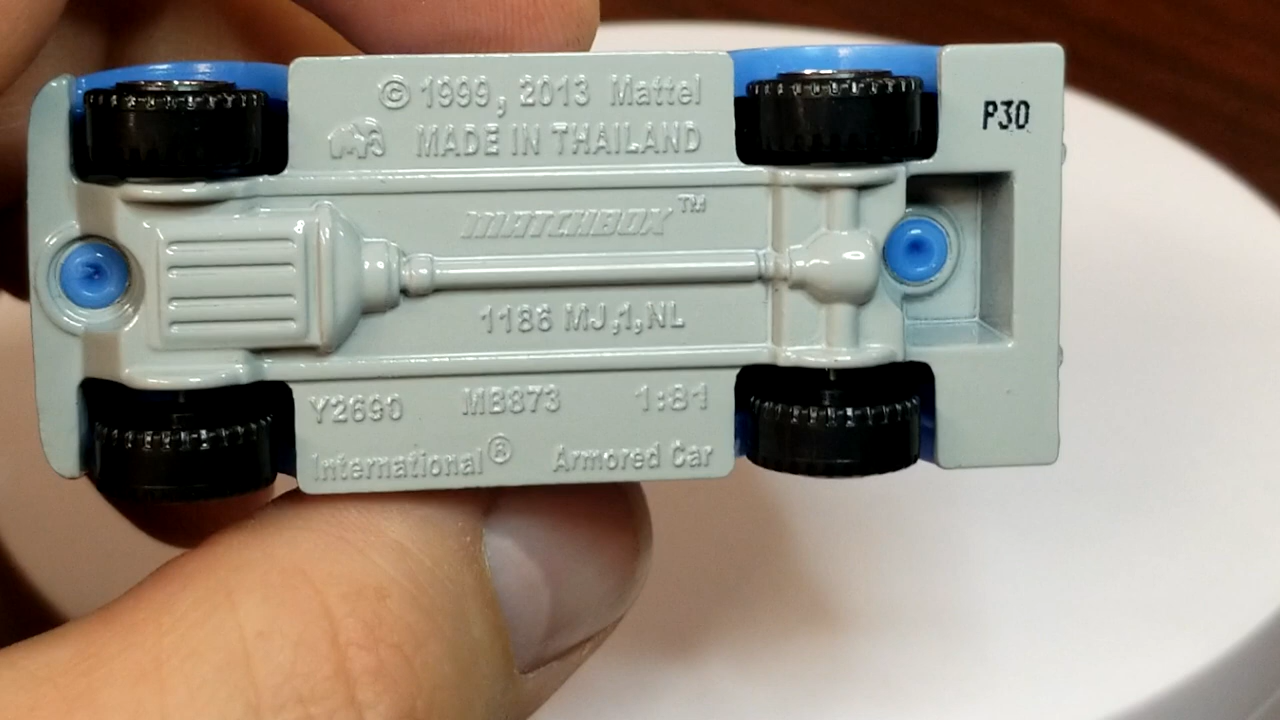 © 1999, 2013 Mattel
MADE IN THAILAND
P30
MATCHBOX™
1186 MJ,1,NL
Y2690 MB873 1:81
International® Armored Car